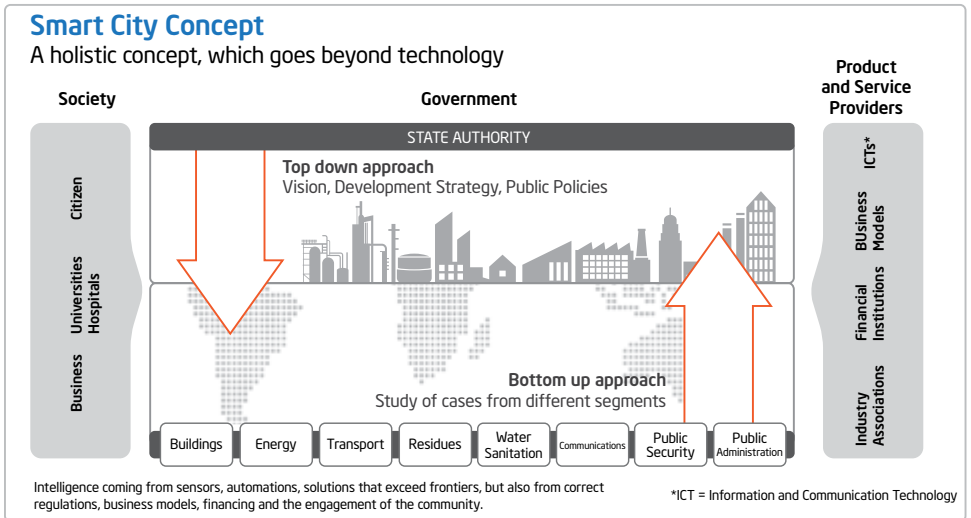 Smart City Concept
A holistic concept, which goes beyond technology
Society
Government
Product
and Service
Providers
STATE AUTHORITY
Top down approach
Vision, Development Strategy, Public Policies
Citizen
Universities
Hospitals
Business
ICTs*
BUsiness
Models
Financial
Institutions
Industry
Associations
Bottom up approach
Study of cases from different segments
Buildings
Energy
Transport
Residues
Water
Sanitation
Communications
Public
Security
Public
Administration
Intelligence coming from sensors, automations, solutions that exceed frontiers, but also from correct
regulations, business models, financing and the engagement of the community.
*ICT = Information and Communication Technology